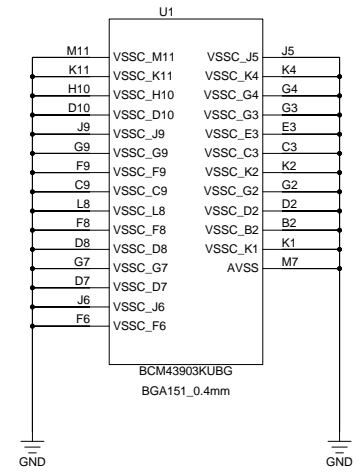 U1
M11 VSSC_M11 VSSC_J5 J5
K11 VSSC_K11 VSSC_K4 K4
H10 VSSC_H10 VSSC_G4 G4
D10 VSSC_D10 VSSC_G3 G3
J9 VSSC_J9 VSSC_E3 E3
G9 VSSC_G9 VSSC_C3 C3
F9 VSSC_F9 VSSC_K2 K2
C9 VSSC_C9 VSSC_G2 G2
L8 VSSC_L8 VSSC_D2 D2
F8 VSSC_F8 VSSC_B2 B2
D8 VSSC_D8 VSSC_K1 K1
G7 VSSC_G7 AVSS M7
D7 VSSC_D7
J6 VSSC_J6
F6 VSSC_F6
BCM43903KUBG
BGA151_0.4mm
GND GND